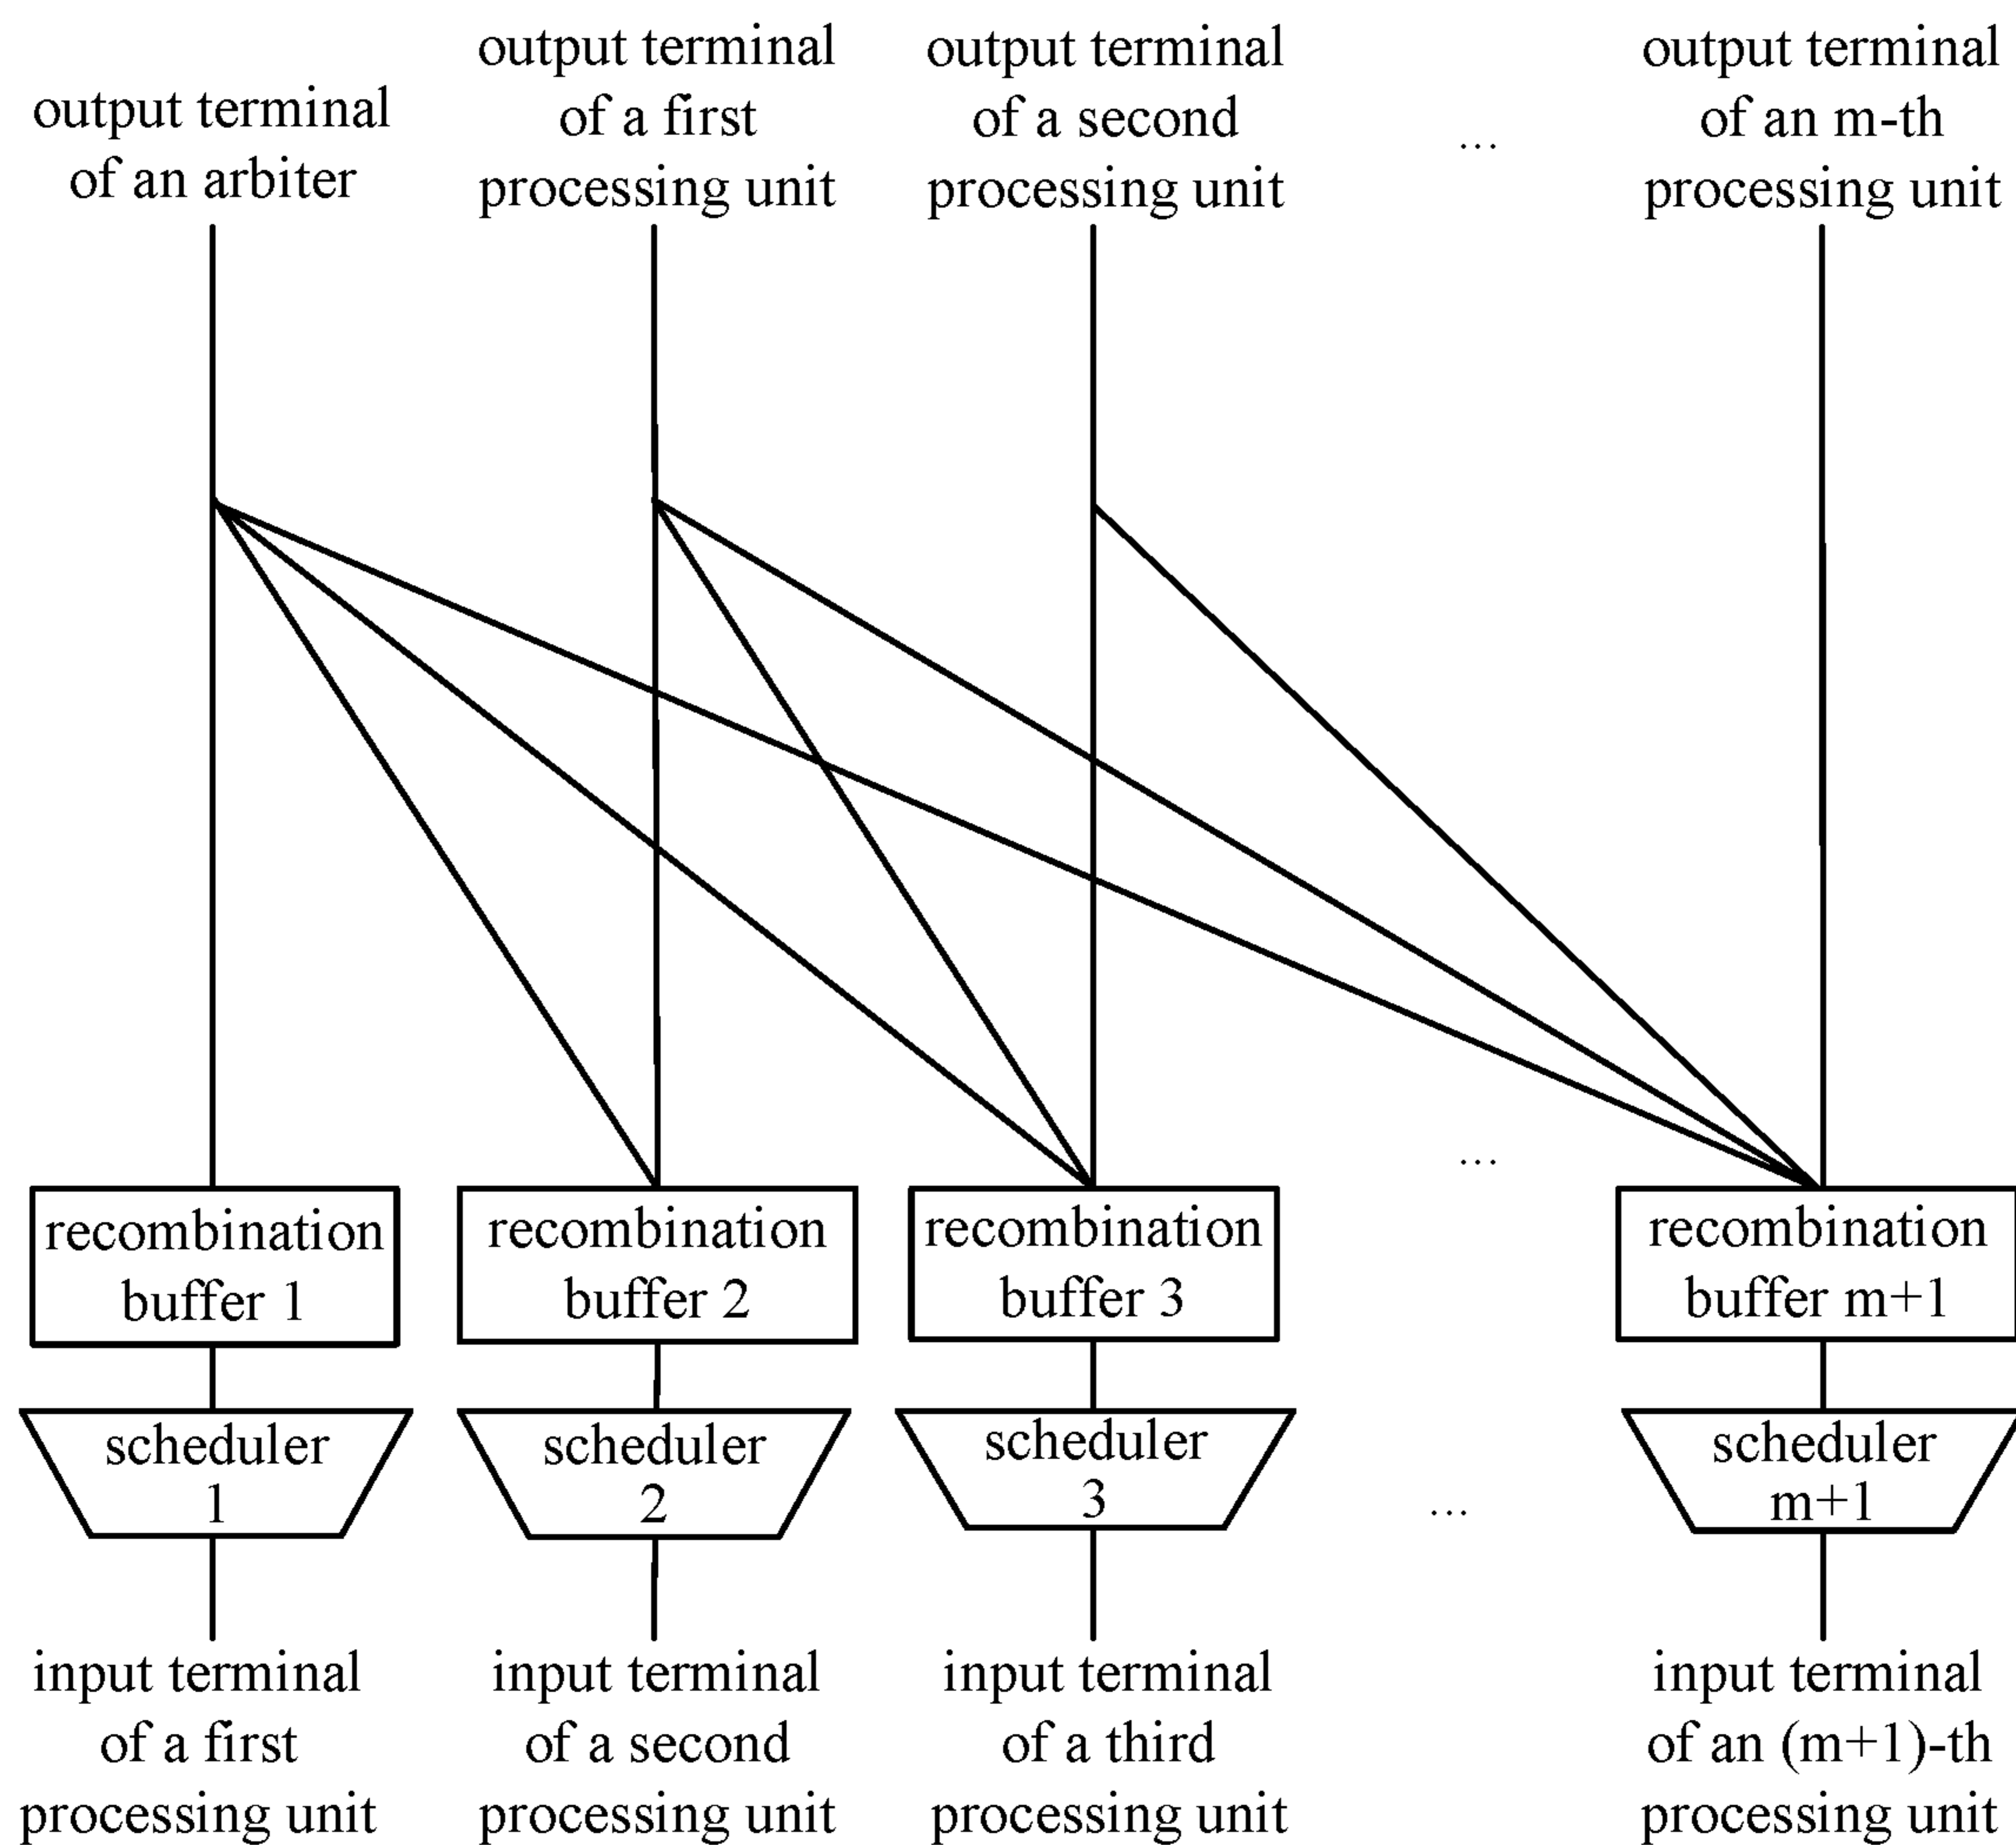 output terminal
of an arbiter
output terminal
of a first
processing unit
output terminal
of a second
processing unit
...
output terminal
of an m-th
processing unit
...
recombination
buffer 1
recombination
buffer 2
recombination
buffer 3
recombination
buffer m+1
scheduler
1
scheduler
2
scheduler
3
...
scheduler
m+1
input terminal
of a first
processing unit
input terminal
of a second
processing unit
input terminal
of a third
processing unit
input terminal
of an (m+1)-th
processing unit